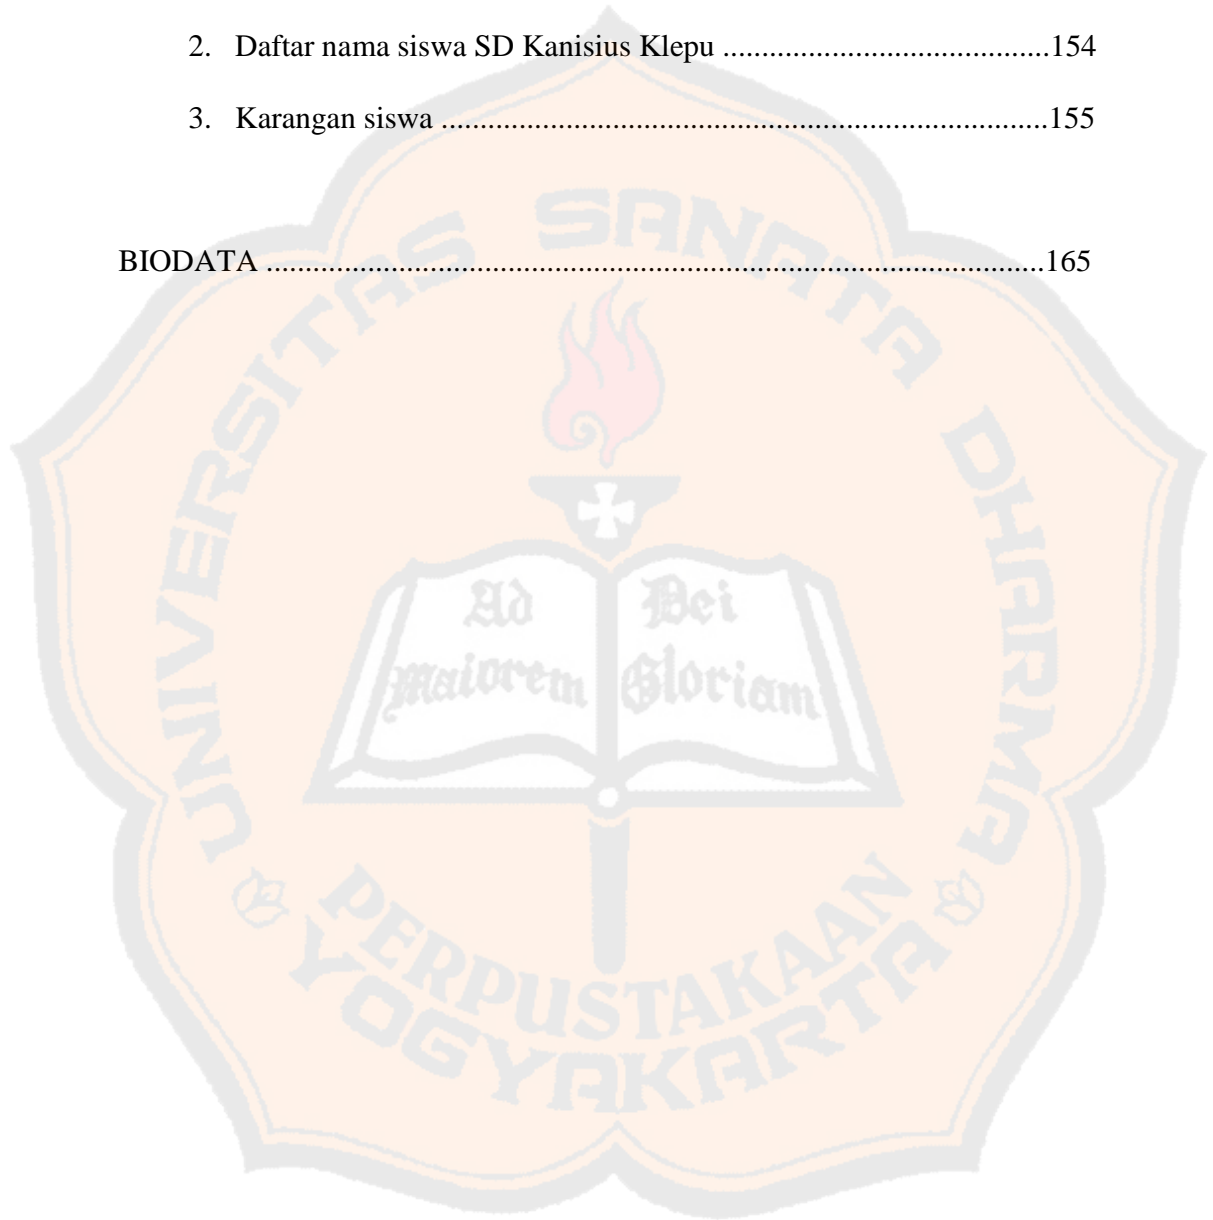 2. Daftar nama siswa SD Kanisius Klepu ..........................................154
3. Karangan siswa ..............................................................................155
BIODATA ....................................................................................................165
UNIVERSITAS SANATA DHARMA
Ad Dei
Maiorem Gloriam
PERPUSTAKAAN
YOGYAKARTA